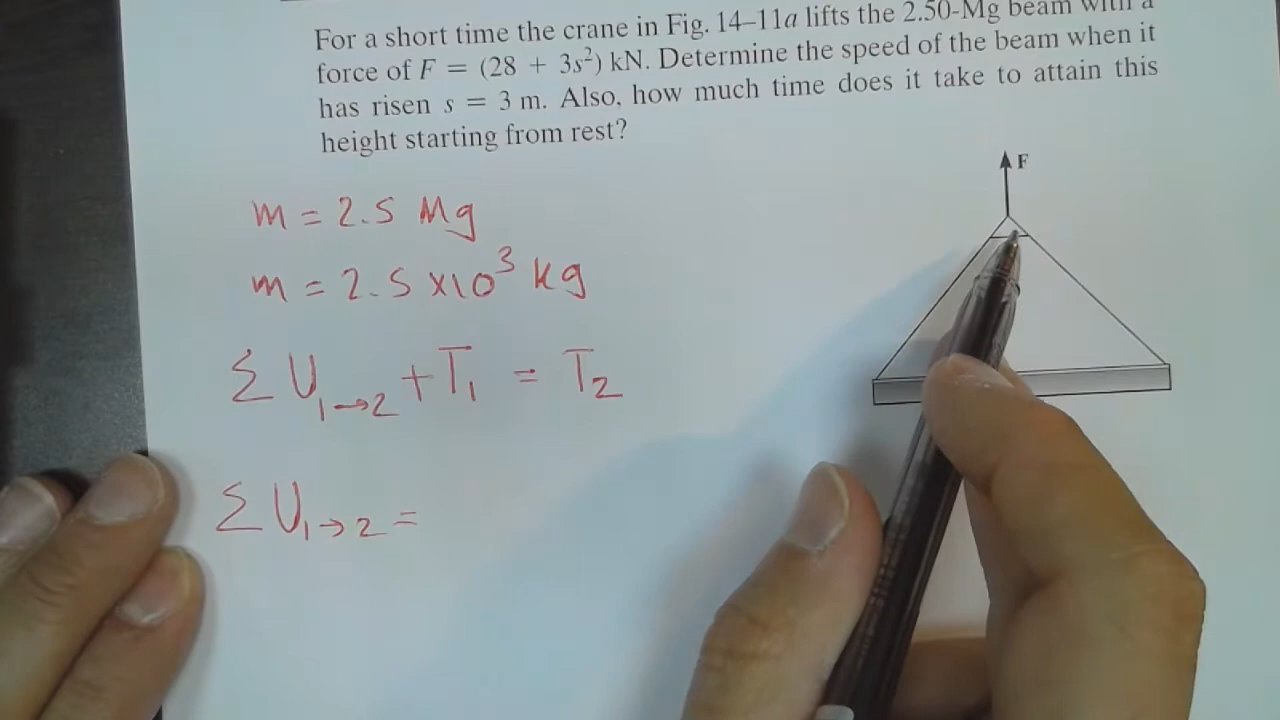 For a short time the crane in Fig. 14–11a lifts the 2.50-Mg beam with a
force of F = (28 + 3s²) kN. Determine the speed of the beam when it
has risen s = 3 m. Also, how much time does it take to attain this
height starting from rest?
F
m = 2.5 Mg
m = 2.5 x10³ kg
Σ U₁→₂ + T₁ = T₂
Σ U₁→₂ =